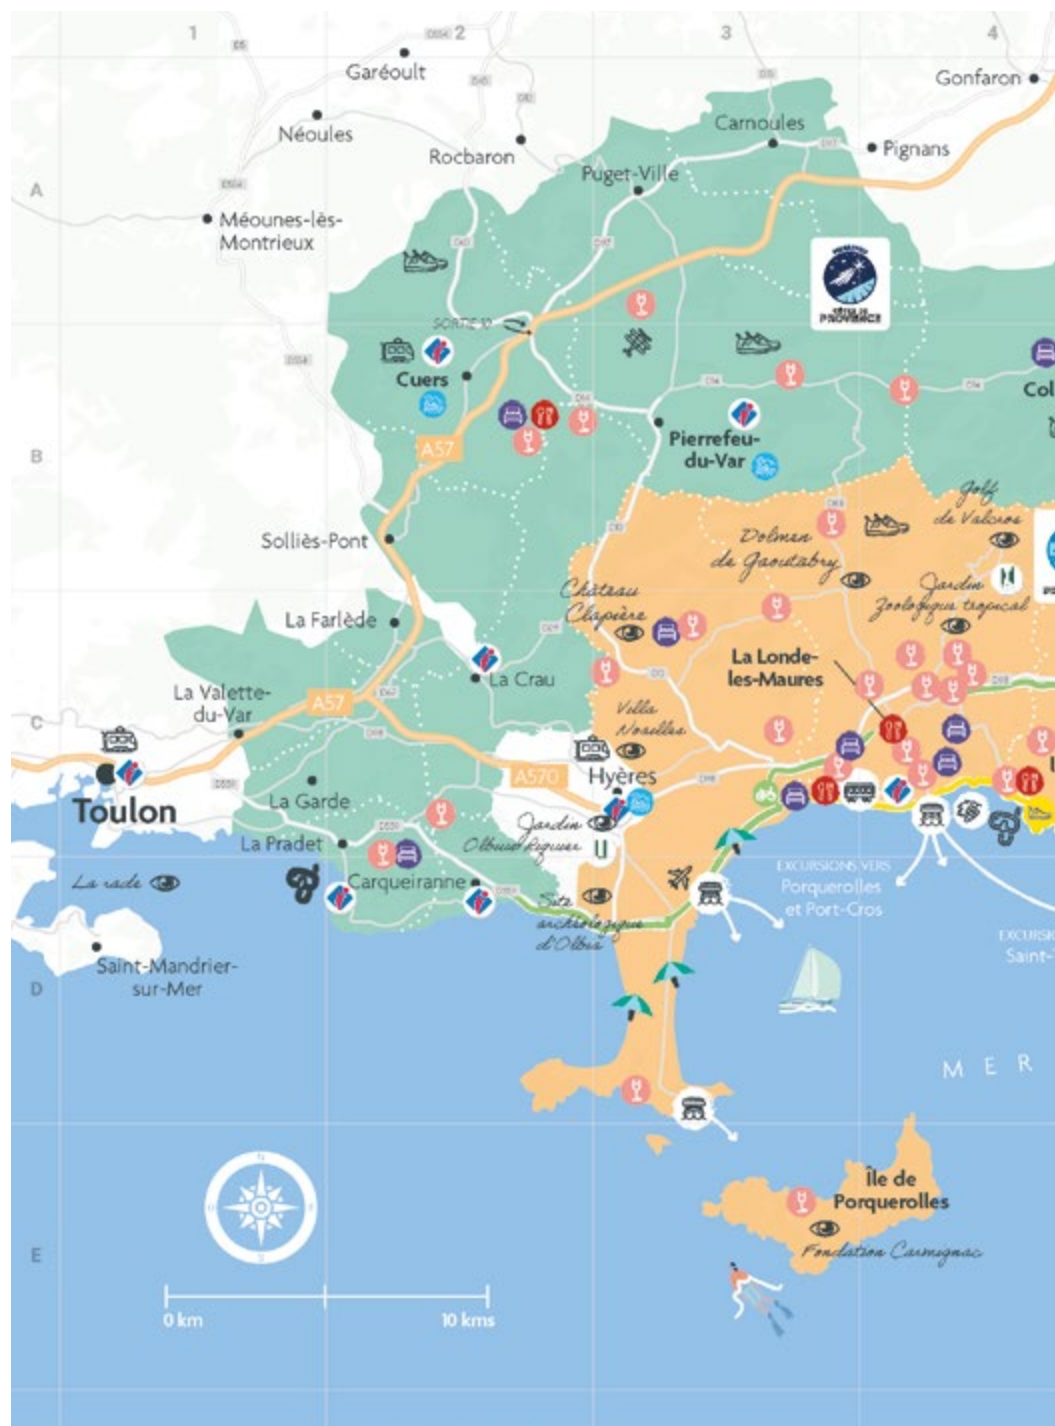 1
2
3
4
A
B
C
D
E
Garéoult
Gonfaron
Néoules
Carnoules
Rocbaron
Pignans
Puget-Ville
Méounes-lès-
Montrieux
PROVENCE
SORTIE 10
Cuers
Col
A57
Pierrefeu-
du-Var
Golf
de Valcros
Dolmen
de Gaoutabry
Solliès-Pont
Château
Clapière
Jardin
Zoologique tropical
La Farlède
La Londe-
les-Maures
La Crau
La Valette-
du-Var
A57
Villa
Noailles
A570
Hyères
Toulon
La Garde
Jardin
Olbius Riquier
La Pradet
EXCURSIONS VERS
Porquerolles
et Port-Cros
La rade
Carqueiranne
Site
archéologique
d'Olbia
Saint-Mandrier-
sur-Mer
EXCURSI
Saint-
MER
Île de
Porquerolles
Fondation Carmignac
0 km
10 kms